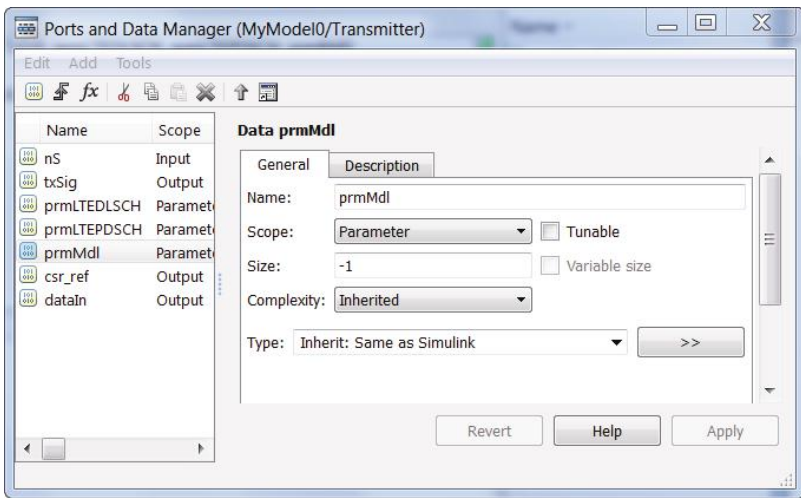 Ports and Data Manager (MyModel0/Transmitter)
Edit Add Tools
fx
Name Scope
nS Input
txSig Output
prmLTEDLSCH Paramet
prmLTEPDSCH Paramet
prmMdl Paramet
csr_ref Output
dataIn Output
Data prmMdl
General Description
Name: prmMdl
Scope: Parameter Tunable
Size: -1 Variable size
Complexity: Inherited
Type: Inherit: Same as Simulink >>
Revert Help Apply